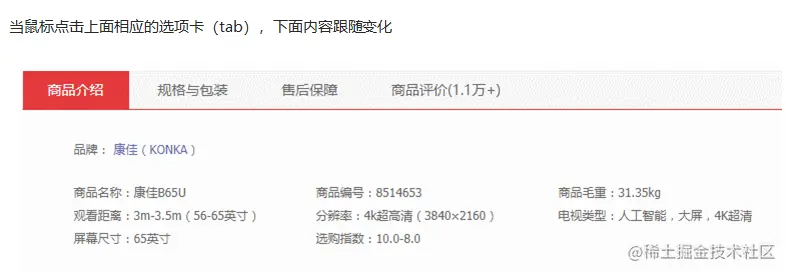 当鼠标点击上面相应的选项卡（tab），下面内容跟随变化
商品介绍 规格与包装 售后保障 商品评价(1.1万+)
品牌： 康佳（KONKA）
商品名称：康佳B65U 商品编号：8514653 商品毛重：31.35kg
观看距离：3m-3.5m（56-65英寸） 分辨率：4k超高清（3840×2160） 电视类型：人工智能，大屏，4K超清
屏幕尺寸：65英寸 选购指数：10.0-8.0
@稀土掘金技术社区